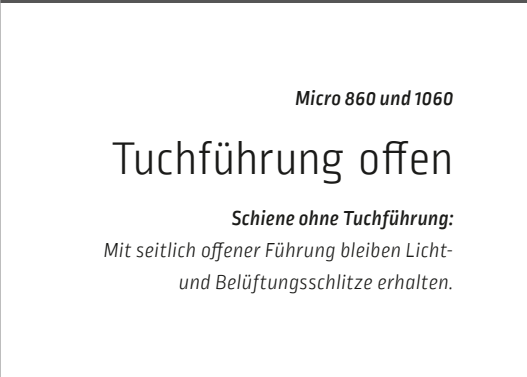 Micro 860 und 1060
Tuchführung offen
Schiene ohne Tuchführung:
Mit seitlich offener Führung bleiben Licht-
und Belüftungsschlitze erhalten.